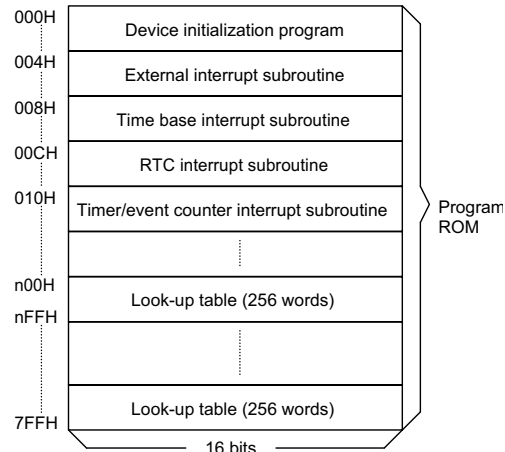 000H
Device initialization program
004H
External interrupt subroutine
008H
Time base interrupt subroutine
00CH
RTC interrupt subroutine
010H
Timer/event counter interrupt subroutine
Program
ROM
n00H
Look-up table (256 words)
nFFH
Look-up table (256 words)
7FFH
16 bits